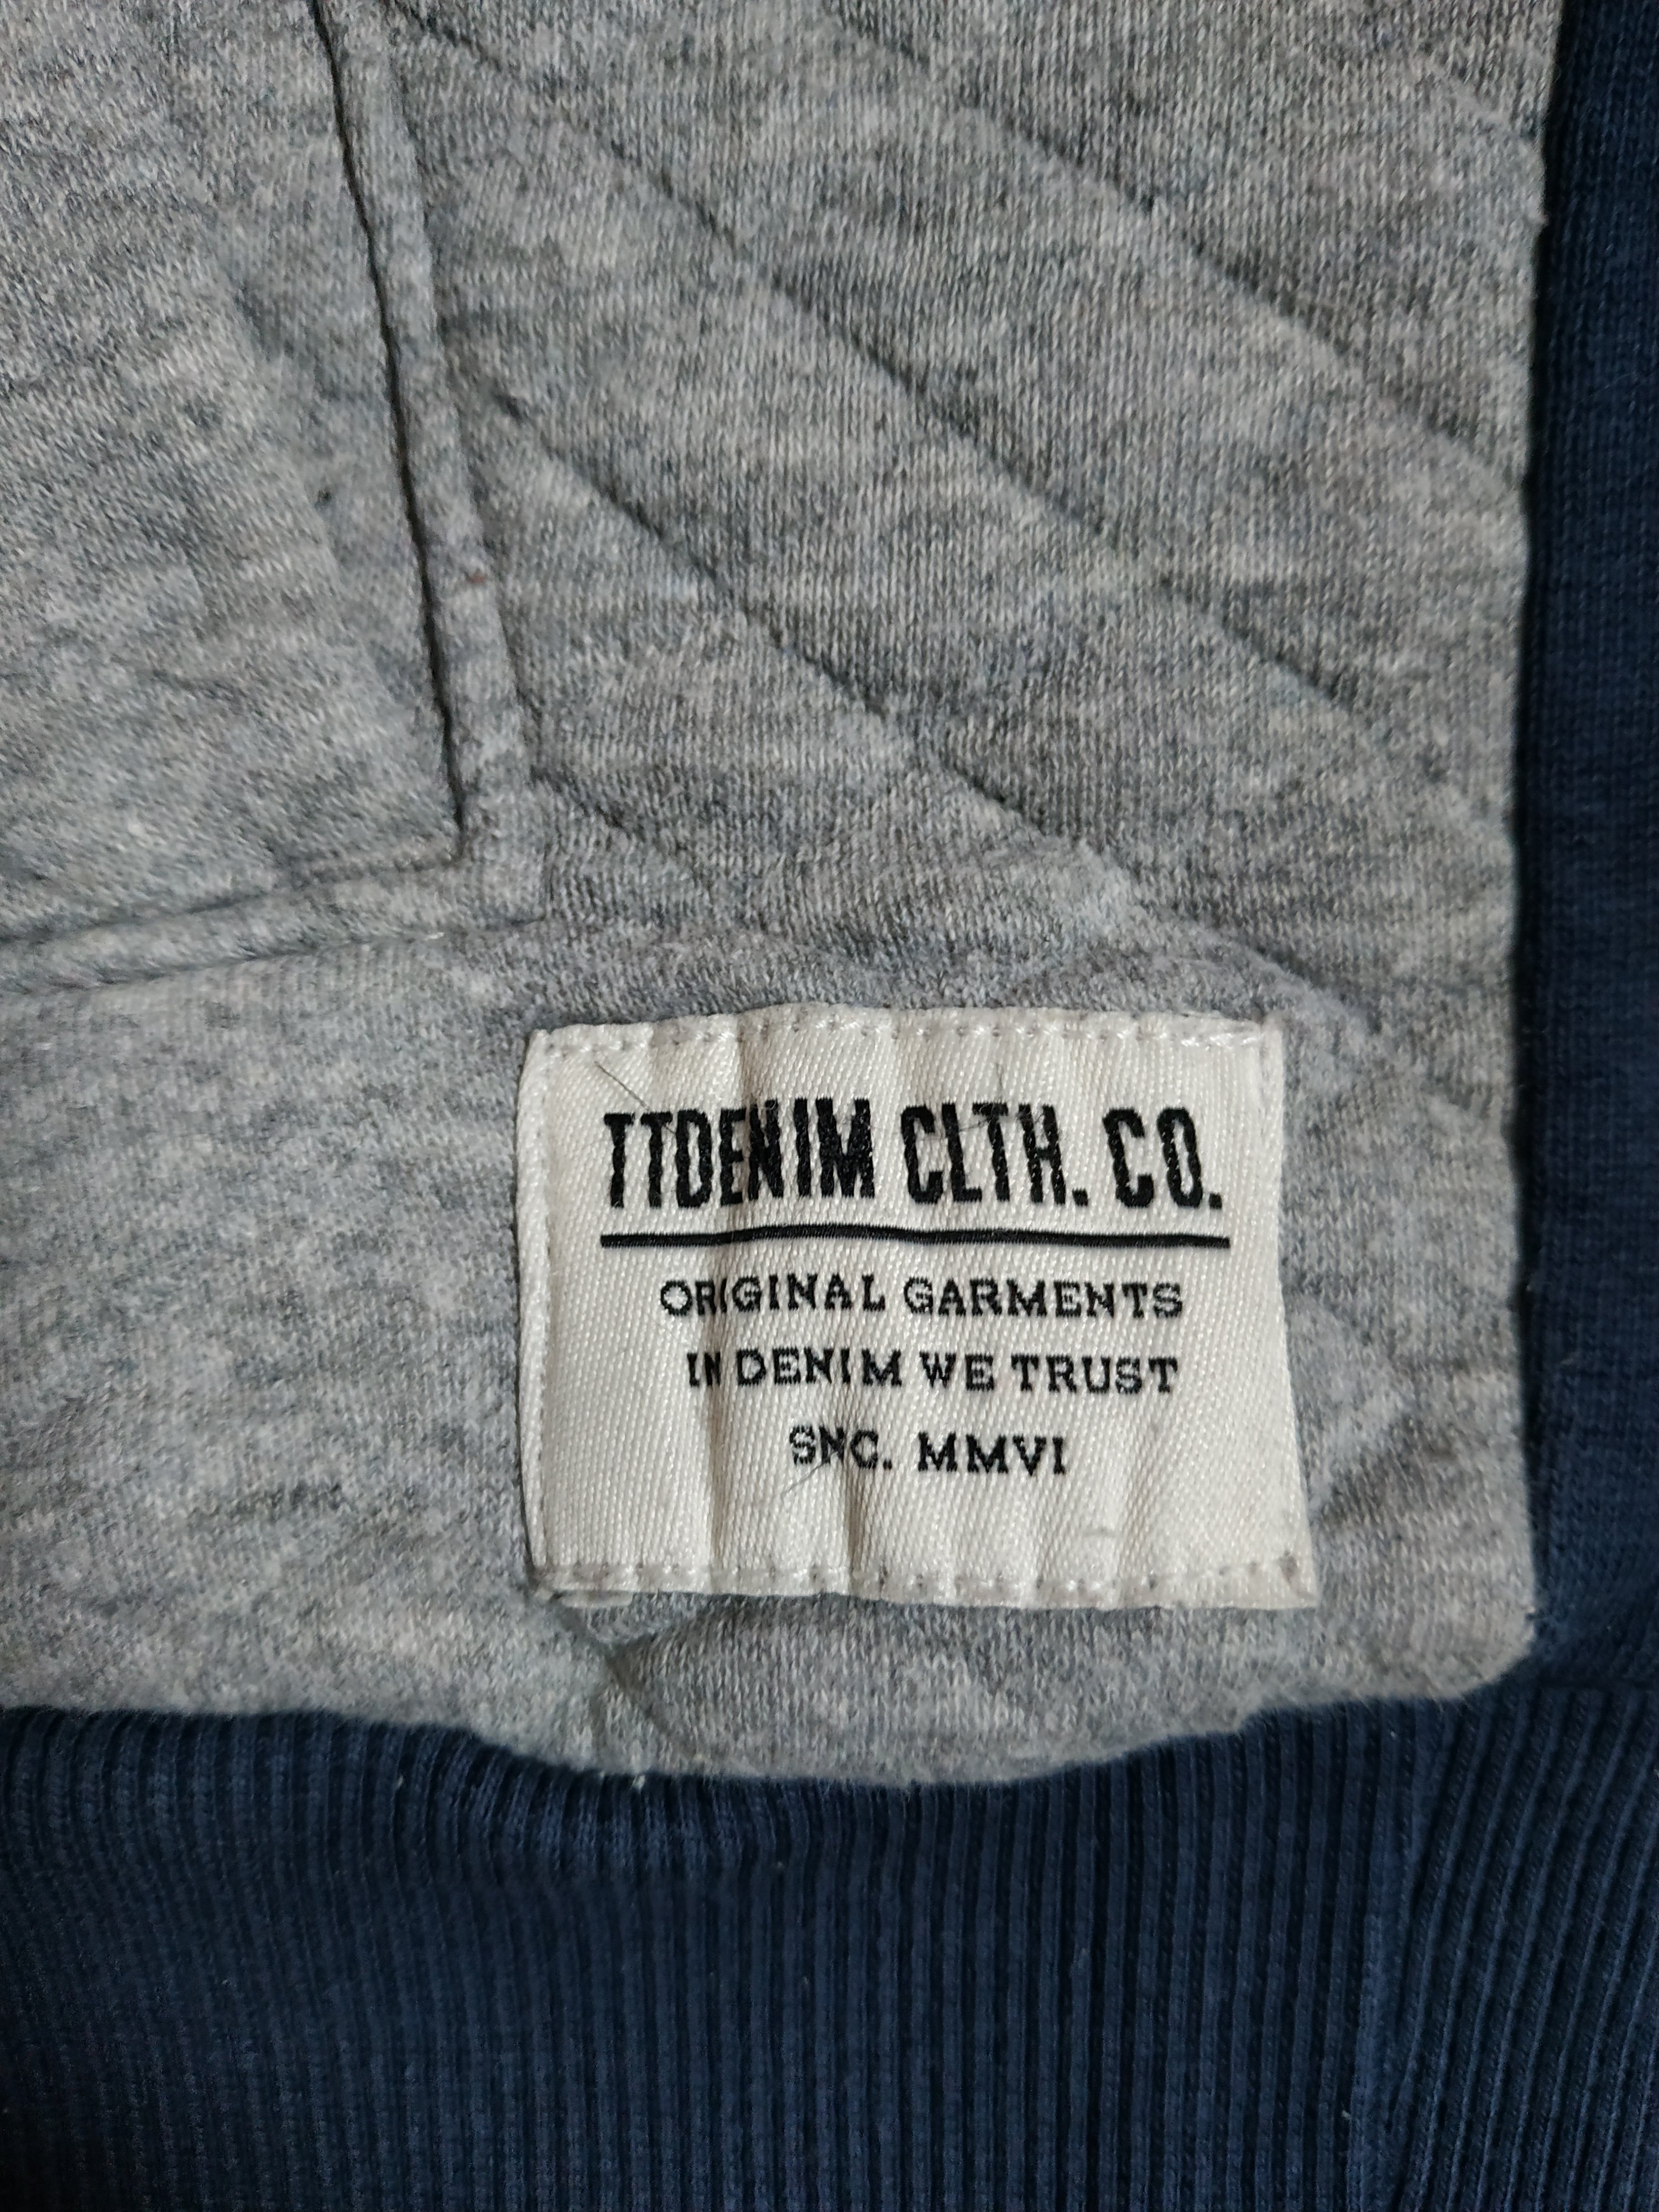 TTDENIM CLTH. CO.
ORIGINAL GARMENTS
IN DENIM WE TRUST
SNC. MMVI